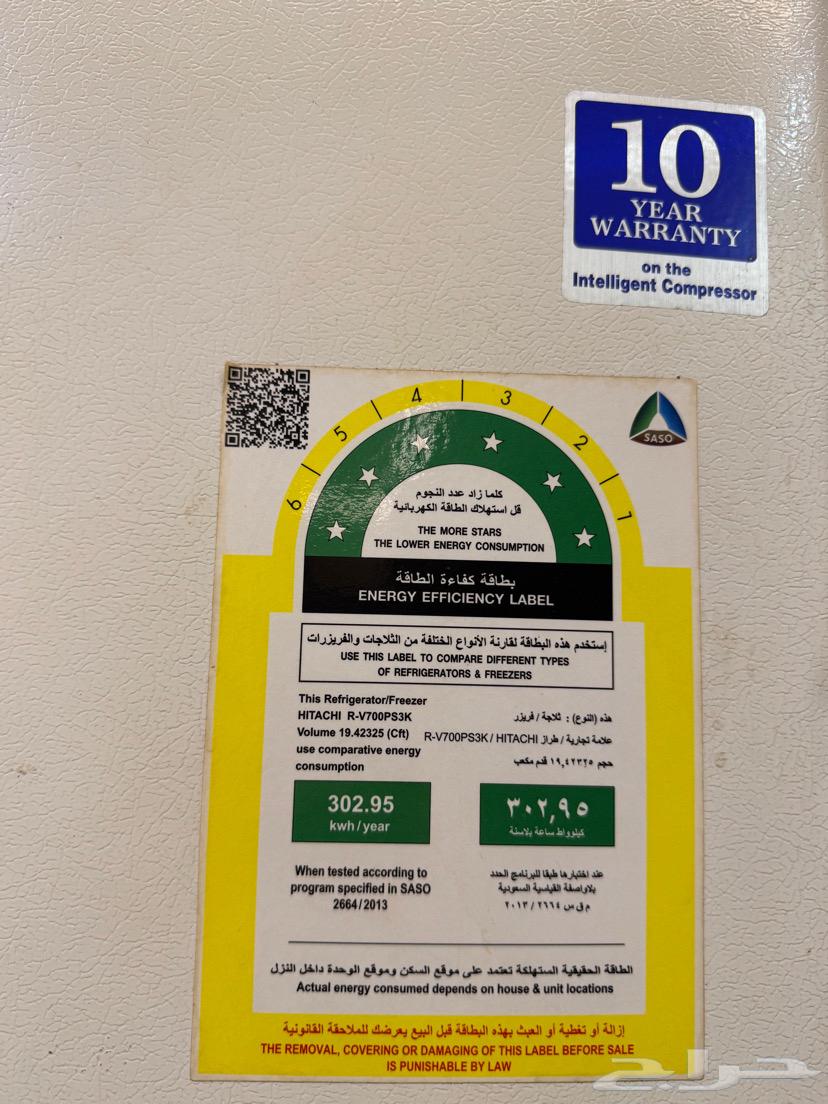 10
YEAR
WARRANTY
on the
Intelligent Compressor
SASO
6 5 4 3 2 1
كلما زاد عدد النجوم
قل استهلاك الطاقة الكهربائية
THE MORE STARS
THE LOWER ENERGY CONSUMPTION
بطاقة كفاءة الطاقة
ENERGY EFFICIENCY LABEL
إستخدم هذه البطاقة لقارنة الأنواع الختلفة من الثلاجات والفريزرات
USE THIS LABEL TO COMPARE DIFFERENT TYPES
OF REFRIGERATORS & FREEZERS
This Refrigerator/Freezer
HITACHI R-V700PS3K
Volume 19.42325 (Cft)
use comparative energy
consumption
هذه (النوع) : ثلاجة / فريزر
علامة تجارية / طراز R-V700PS3K / HITACHI
حجم ١٩,٤٢٣٢٥ قدم مكعب
302.95
kwh / year
٣٠٢,٩٥
كيلوواط ساعة بلاسنة
When tested according to
program specified in SASO
2664 / 2013
عند اختبارها طبقا للبرنامج الحدد
بلاواصفة القياسية السعودية
م ق س ٢٦٦٤ / ٢٠١٣
الطاقة الحقيقية الستهلكة تعتمد على موقع السكن وموقع الوحدة داخل النزل
Actual energy consumed depends on house & unit locations
إزالة أو تغطية أو العبث بهذه البطاقة قبل البيع يعرضك للملاحقة القانونية
THE REMOVAL, COVERING OR DAMAGING OF THIS LABEL BEFORE SALE
IS PUNISHABLE BY LAW
حراج